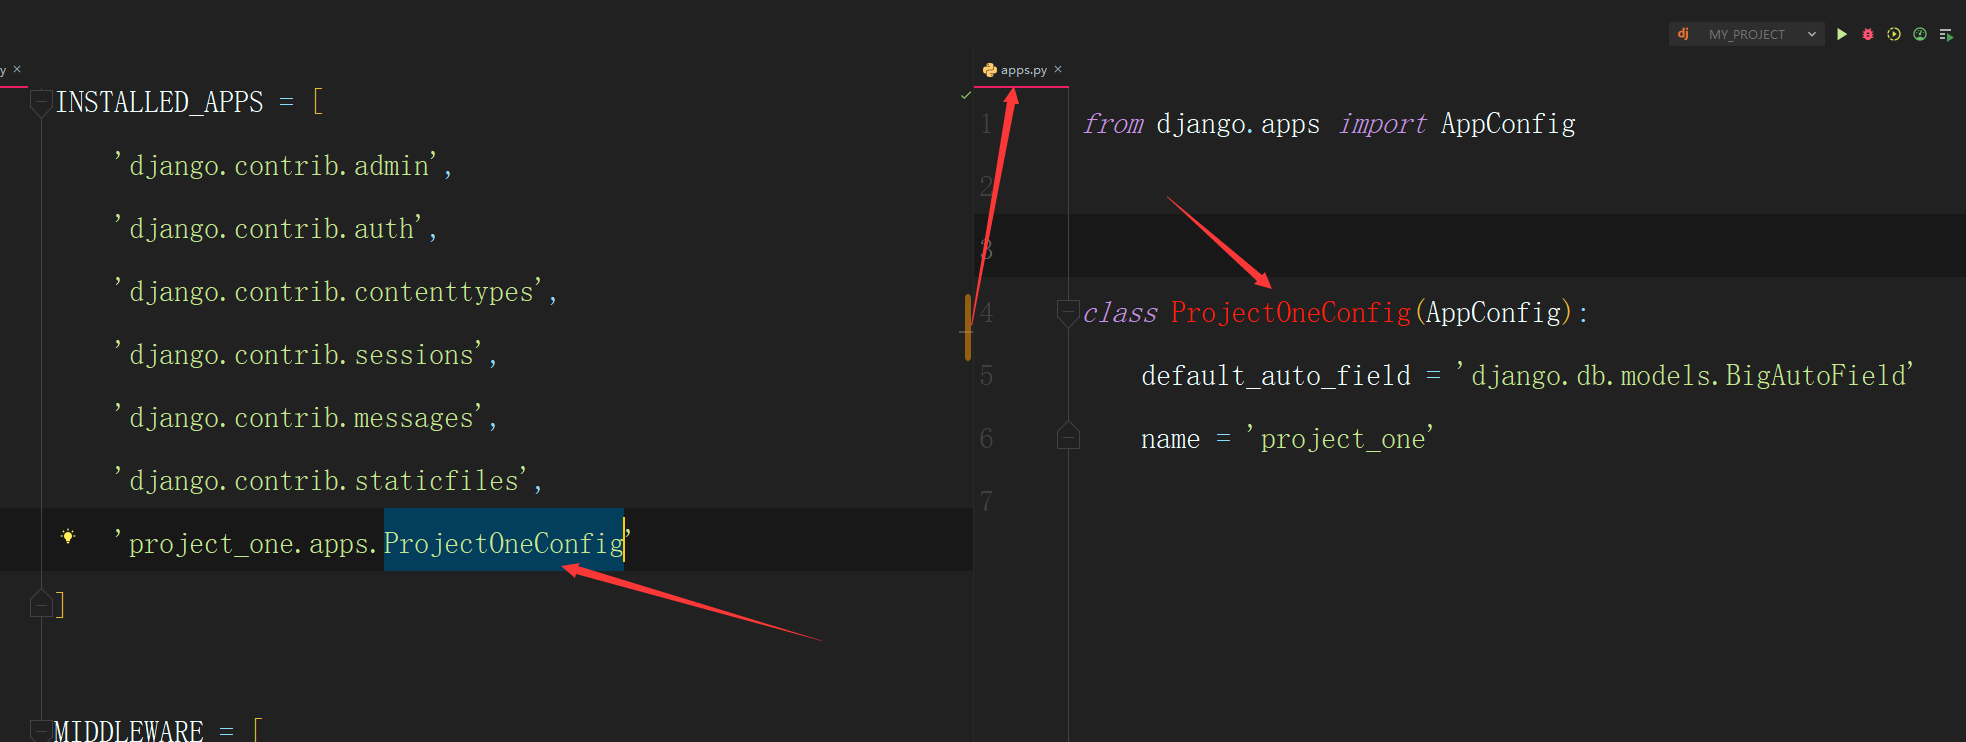 dj MY_PROJECT
y ×
INSTALLED_APPS = [
'django.contrib.admin',
'django.contrib.auth',
'django.contrib.contenttypes',
'django.contrib.sessions',
'django.contrib.messages',
'django.contrib.staticfiles',
'project_one.apps.ProjectOneConfig'
]
MIDDLEWARE = [
apps.py ×
1 from django.apps import AppConfig
2
3
4 class ProjectOneConfig(AppConfig):
5 default_auto_field = 'django.db.models.BigAutoField'
6 name = 'project_one'
7